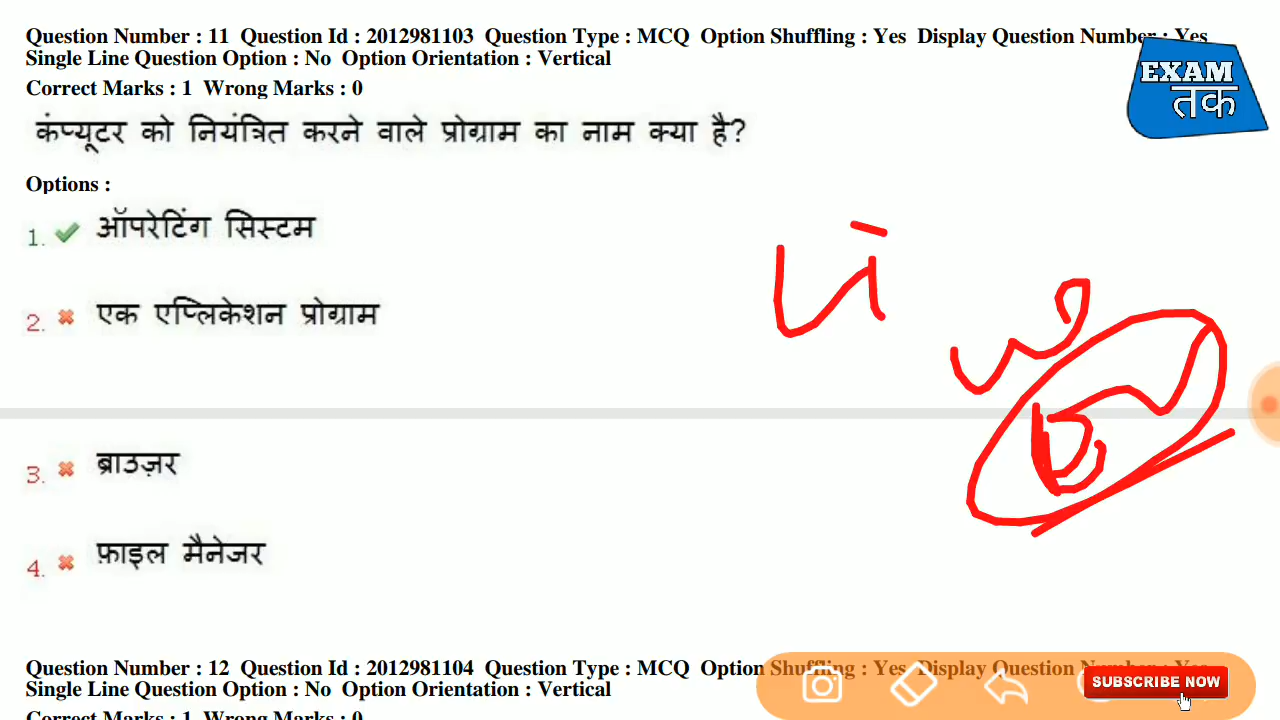 Question Number : 11 Question Id : 2012981103 Question Type : MCQ Option Shuffling : Yes Display Question Number : Yes
Single Line Question Option : No Option Orientation : Vertical
Correct Marks : 1 Wrong Marks : 0
EXAM
तक
कंप्यूटर को नियंत्रित करने वाले प्रोग्राम का नाम क्या है?
Options :
1. ऑपरेटिंग सिस्टम
2. एक एप्लिकेशन प्रोग्राम
3. ब्राउज़र
4. फ़ाइल मैनेजर
Question Number : 12 Question Id : 2012981104 Question Type : MCQ Option Shuffling : Yes Display Question Number : Yes
Single Line Question Option : No Option Orientation : Vertical
SUBSCRIBE NOW
Correct Marks : 1 Wrong Marks : 0